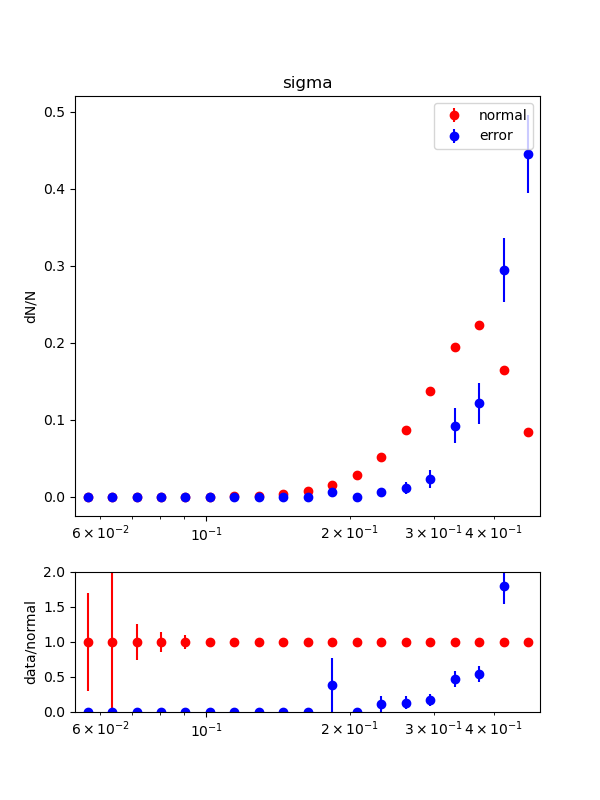 sigma
normal
error
dN/N
0.5
0.4
0.3
0.2
0.1
0.0
6 × 10⁻² 10⁻¹ 2 × 10⁻¹ 3 × 10⁻¹ 4 × 10⁻¹
data/normal
2.0
1.5
1.0
0.5
0.0
6 × 10⁻² 10⁻¹ 2 × 10⁻¹ 3 × 10⁻¹ 4 × 10⁻¹